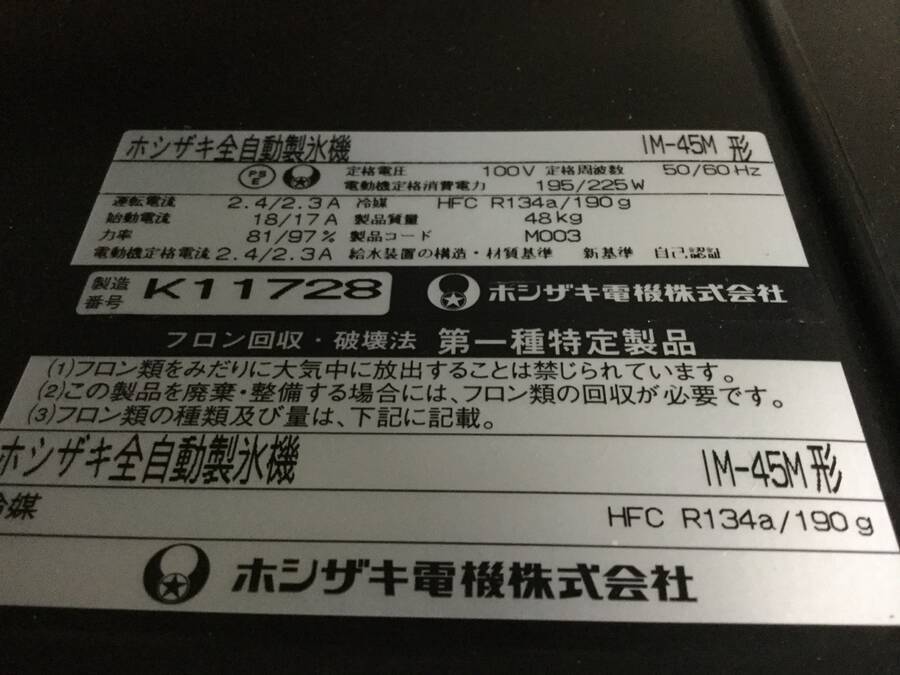 ホシザキ全自動製氷機 IM-45M 形
PS E 定格電圧 100V 定格周波数 50/60 Hz
電動機定格消費電力 195/225W
運転電流 2.4/2.3A 冷媒 HFC R134a/190g
始動電流 18/17A 製品質量 48kg
力率 81/97% 製品コード M003
電動機定格電流 2.4/2.3A 給水装置の構造・材質基準 新基準 自己認証
製造番号 K11728 ホシザキ電機株式会社
フロン回収・破壊法 第一種特定製品
(1)フロン類をみだりに大気中に放出することは禁じられています。
(2)この製品を廃棄・整備する場合には、フロン類の回収が必要です。
(3)フロン類の種類及び量は、下記に記載。
ホシザキ全自動製氷機 IM-45M 形
冷媒 HFC R134a/190g
ホシザキ電機株式会社